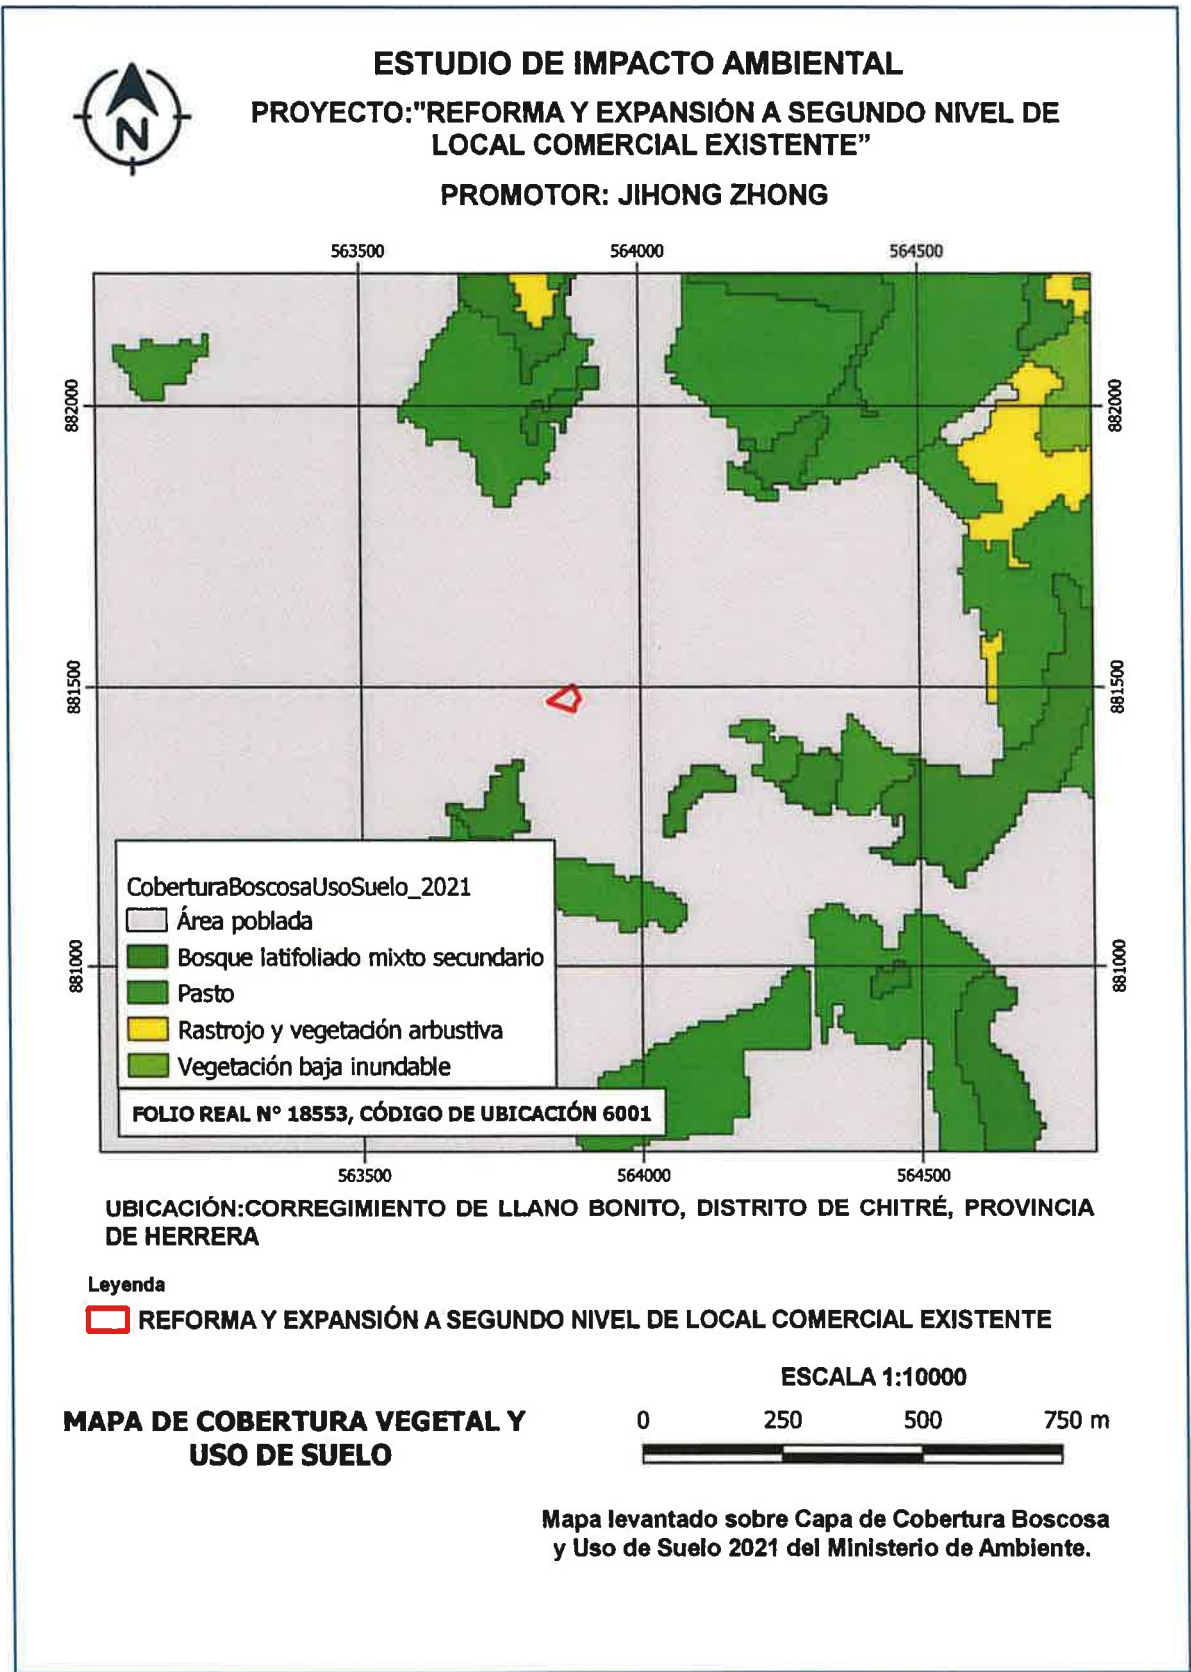 N
ESTUDIO DE IMPACTO AMBIENTAL
PROYECTO:"REFORMA Y EXPANSIÓN A SEGUNDO NIVEL DE
LOCAL COMERCIAL EXISTENTE”
PROMOTOR: JIHONG ZHONG
563500 564000 564500
882000 882000
881500 881500
881000 881000
CoberturaBoscosaUsoSuelo_2021
Área poblada
Bosque latifoliado mixto secundario
Pasto
Rastrojo y vegetación arbustiva
Vegetación baja inundable
FOLIO REAL N° 18553, CÓDIGO DE UBICACIÓN 6001
563500 564000 564500
UBICACIÓN:CORREGIMIENTO DE LLANO BONITO, DISTRITO DE CHITRÉ, PROVINCIA
DE HERRERA
Leyenda
REFORMA Y EXPANSIÓN A SEGUNDO NIVEL DE LOCAL COMERCIAL EXISTENTE
ESCALA 1:10000
MAPA DE COBERTURA VEGETAL Y
USO DE SUELO
0 250 500 750 m
Mapa levantado sobre Capa de Cobertura Boscosa
y Uso de Suelo 2021 del Ministerio de Ambiente.